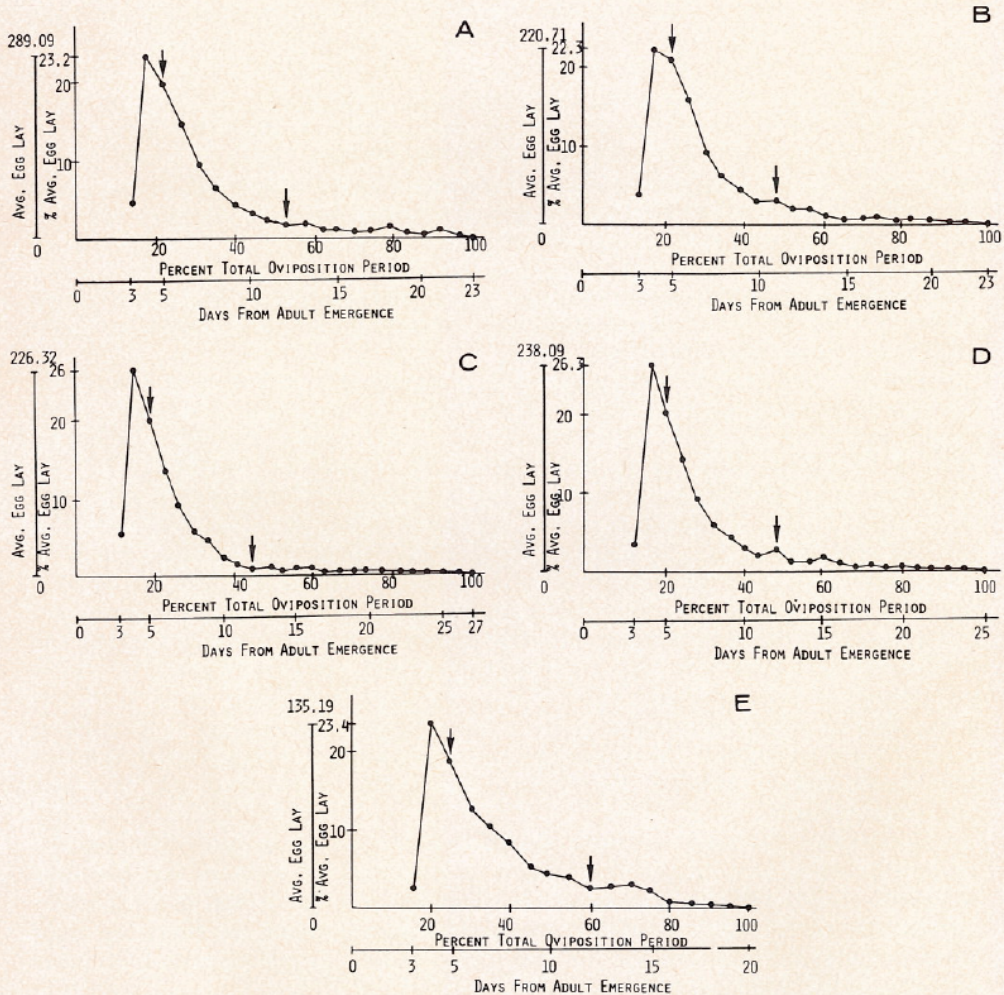 A
289.09
23.2
20
10
0
AVG. EGG LAY
% AVG. EGG LAY
20 40 60 80 100
PERCENT TOTAL OVIPOSITION PERIOD
0 3 5 10 15 20 23
DAYS FROM ADULT EMERGENCE
B
220.71
22.3
20
10
0
AVG. EGG LAY
% AVG. EGG LAY
20 40 60 80 100
PERCENT TOTAL OVIPOSITION PERIOD
0 3 5 10 15 20 23
DAYS FROM ADULT EMERGENCE
C
226.32
26
20
10
0
AVG. EGG LAY
% AVG. EGG LAY
20 40 60 80 100
PERCENT TOTAL OVIPOSITION PERIOD
0 3 5 10 15 20 25 27
DAYS FROM ADULT EMERGENCE
D
238.09
26.3
20
10
0
AVG. EGG LAY
% AVG. EGG LAY
20 40 60 80 100
PERCENT TOTAL OVIPOSITION PERIOD
0 3 5 10 15 20 25
DAYS FROM ADULT EMERGENCE
E
135.19
23.4
20
10
0
AVG. EGG LAY
% AVG. EGG LAY
20 40 60 80 100
PERCENT TOTAL OVIPOSITION PERIOD
0 3 5 10 15 20
DAYS FROM ADULT EMERGENCE